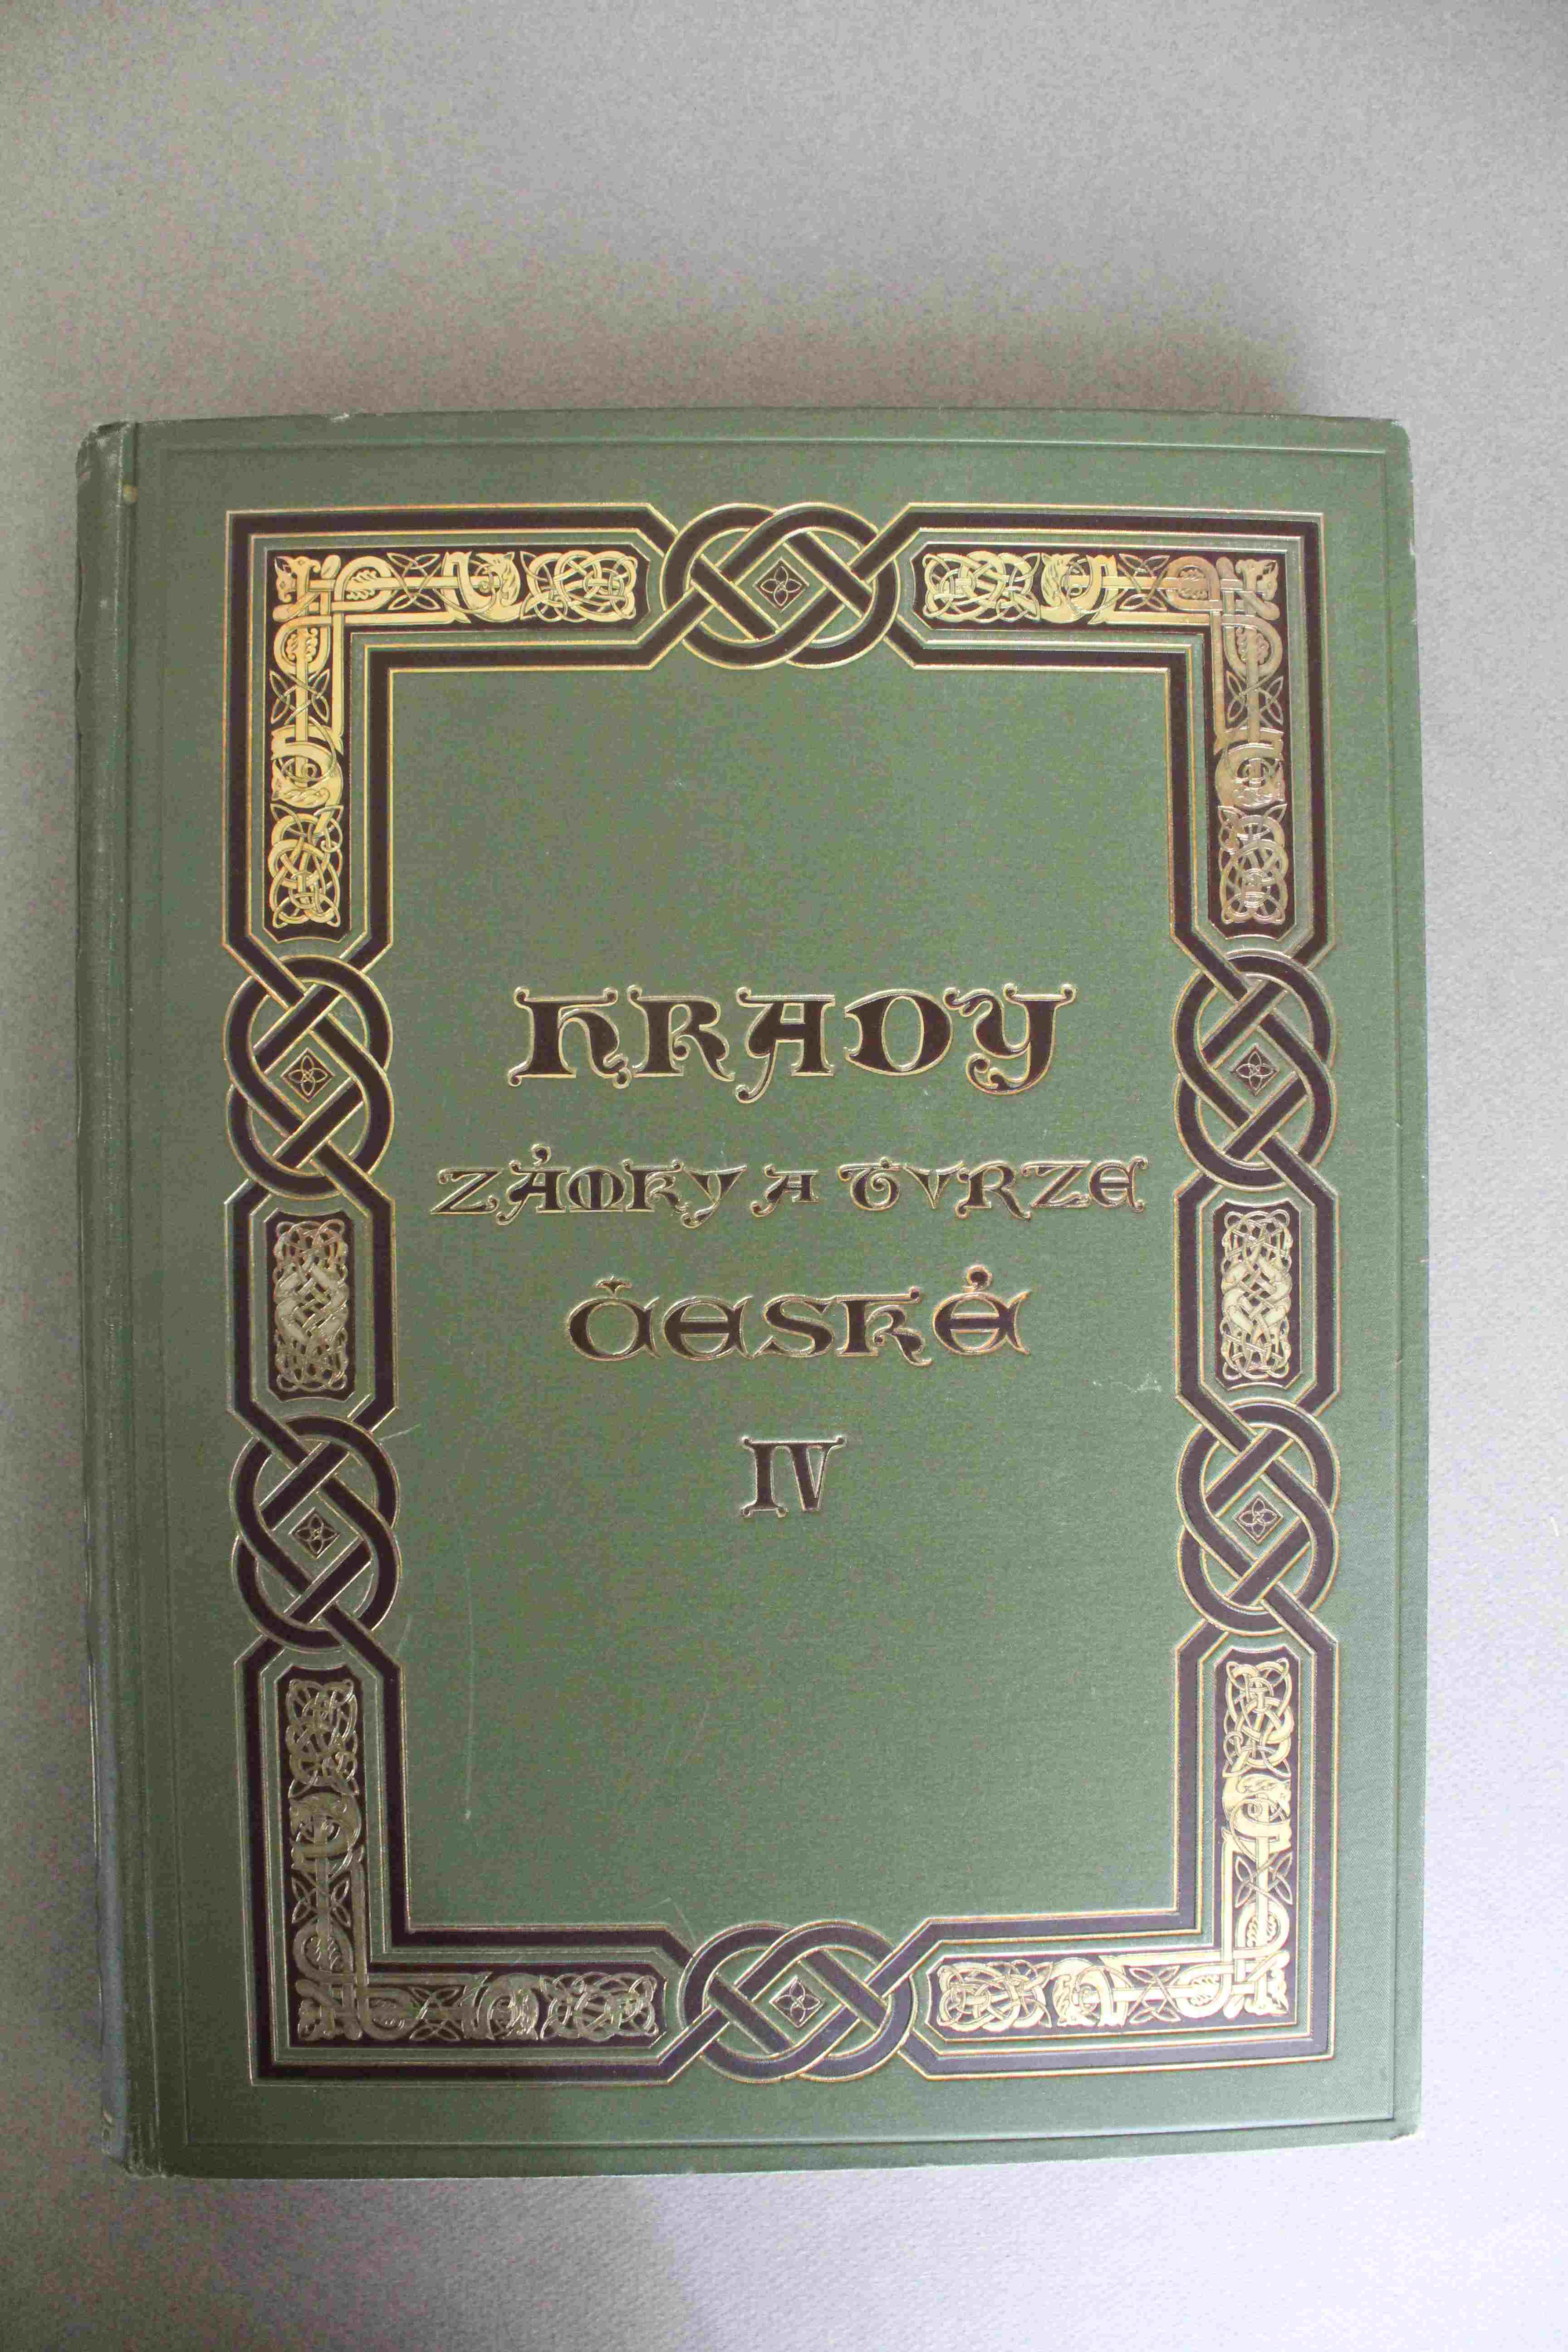 HRADY
ZÁMKY A TVRZE
ČESKÉ
IV